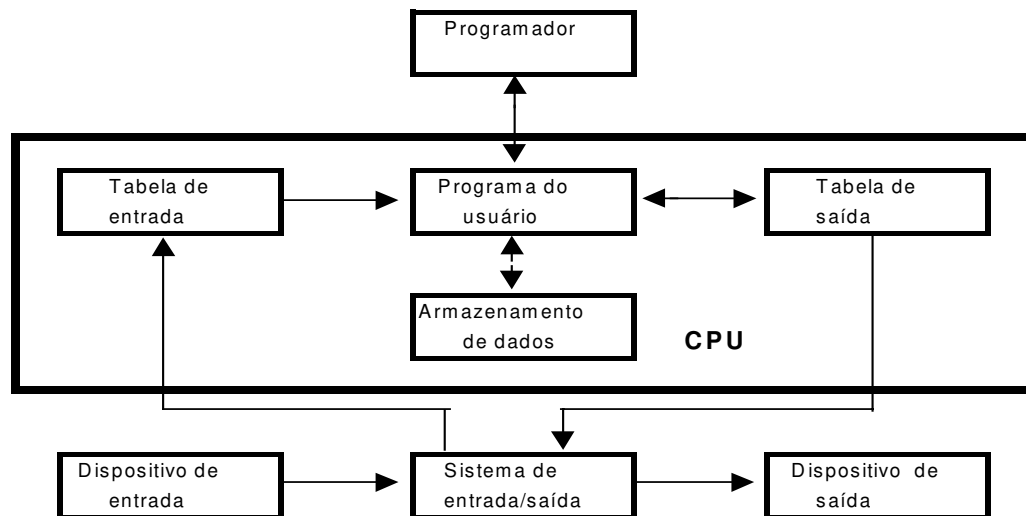 Programador
Tabela de
entrada
Programa do
usuário
Tabela de
saída
Armazenamento
de dados
CPU
Dispositivo de
entrada
Sistema de
entrada/saída
Dispositivo de
saída